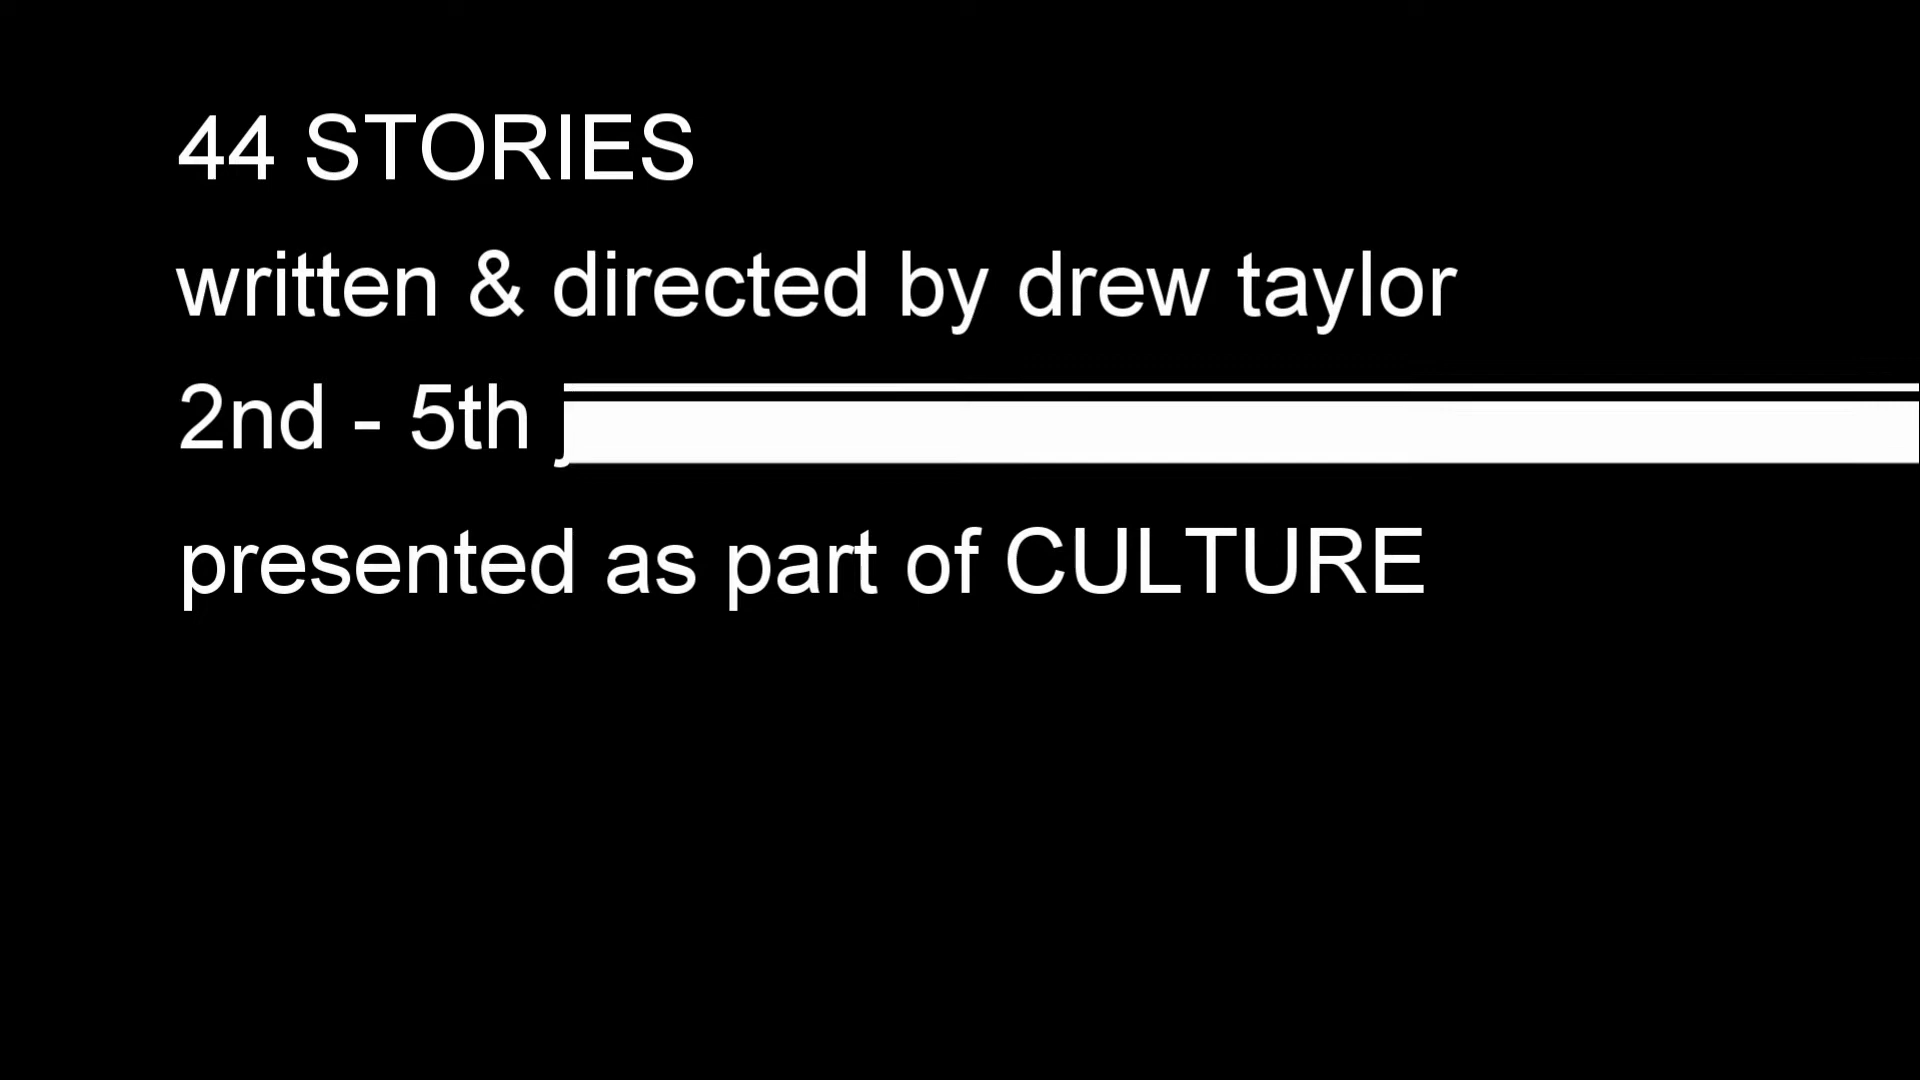 44 STORIES
written & directed by drew taylor
2nd - 5th
presented as part of CULTURE